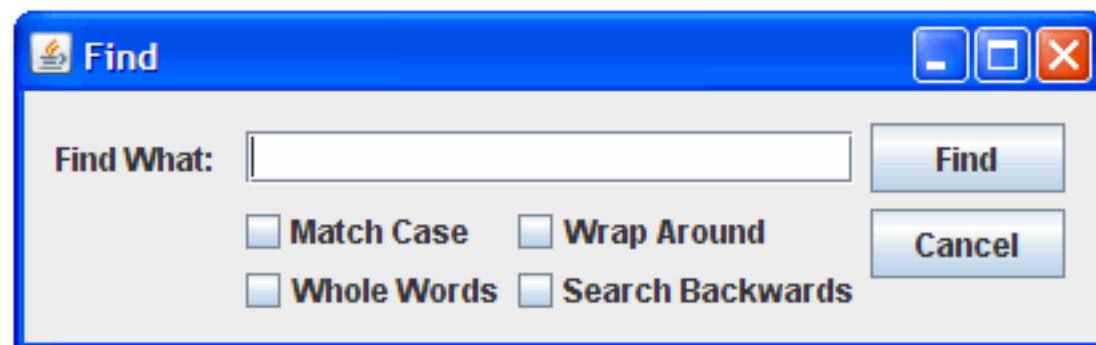 Find
Find What:
Find
Match Case
Wrap Around
Cancel
Whole Words
Search Backwards